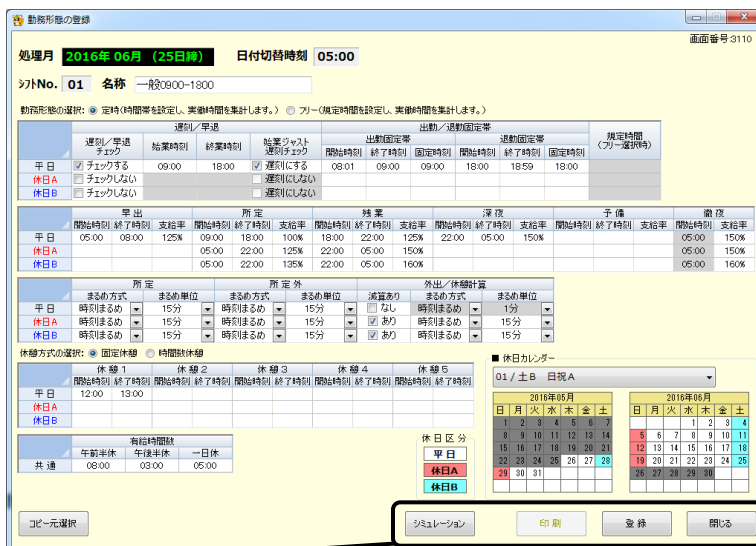 勤務形態の登録
画面番号:3110
処理月 2016年 06月 （25日締） 日付切替時刻 05:00
ｼﾌﾄNo. 01 名称 一般0900-1800
勤務形態の選択: 定時（時間帯を設定し、実働時間を集計します。） フリー（規定時間を設定し、実働時間を集計します。）
遅刻／早退 出勤／退勤固定帯 規定時間（フリー選択時）
出勤固定帯 退勤固定帯
遅刻／早退チェック 始業時刻 終業時刻 始業ジャスト遅刻チェック 開始時刻 終了時刻 固定時刻 開始時刻 終了時刻 固定時刻
平日 チェックする 09:00 18:00 遅刻にする 08:01 09:00 09:00 18:00 18:59 18:00
休日A チェックしない 遅刻にしない
休日B チェックしない 遅刻にしない
早出 所定 残業 深夜 予備 徹夜
開始時刻 終了時刻 支給率 開始時刻 終了時刻 支給率 開始時刻 終了時刻 支給率 開始時刻 終了時刻 支給率 開始時刻 終了時刻 支給率 開始時刻 支給率
平日 05:00 08:00 125% 09:00 18:00 100% 18:00 22:00 125% 22:00 05:00 150% 05:00 150%
休日A 05:00 22:00 125% 22:00 05:00 150% 05:00 150%
休日B 05:00 22:00 135% 22:00 05:00 160% 05:00 160%
所定 所定外 外出／休憩計算
まるめ方式 まるめ単位 まるめ方式 まるめ単位 減算あり まるめ方式 まるめ単位
平日 時刻まるめ 15分 時刻まるめ 15分 なし 時刻まるめ 1分
休日A 時刻まるめ 15分 時刻まるめ 15分 あり 時刻まるめ 15分
休日B 時刻まるめ 15分 時刻まるめ 15分 あり 時刻まるめ 15分
休憩方式の選択: 固定休憩 時間数休憩
休憩1 休憩2 休憩3 休憩4 休憩5
開始時刻 終了時刻 開始時刻 終了時刻 開始時刻 終了時刻 開始時刻 終了時刻 開始時刻 終了時刻
平日 12:00 13:00
休日A
休日B
有給時間数
午前半休 午後半休 一日休
共通 08:00 03:00 05:00
休日区分
平日
休日A
休日B
■ 休日カレンダー
01 / 土B 日祝A
2016年05月
日 月 火 水 木 金 土
1 2 3 4 5 6 7
8 9 10 11 12 13 14
15 16 17 18 19 20 21
22 23 24 25 26 27 28
29 30 31
2016年06月
日 月 火 水 木 金 土
1 2 3 4
5 6 7 8 9 10 11
12 13 14 15 16 17 18
19 20 21 22 23 24 25
26 27 28 29 30
コピー元選択 シミュレーション 印刷 登録 閉じる